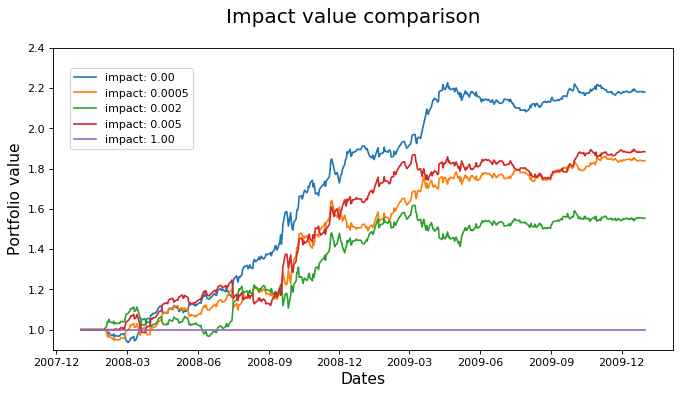 Impact value comparison
2.4
2.2
2.0
1.8
1.6
1.4
1.2
1.0
Portfolio value
impact: 0.00
impact: 0.0005
impact: 0.002
impact: 0.005
impact: 1.00
2007-12 2008-03 2008-06 2008-09 2008-12 2009-03 2009-06 2009-09 2009-12
Dates